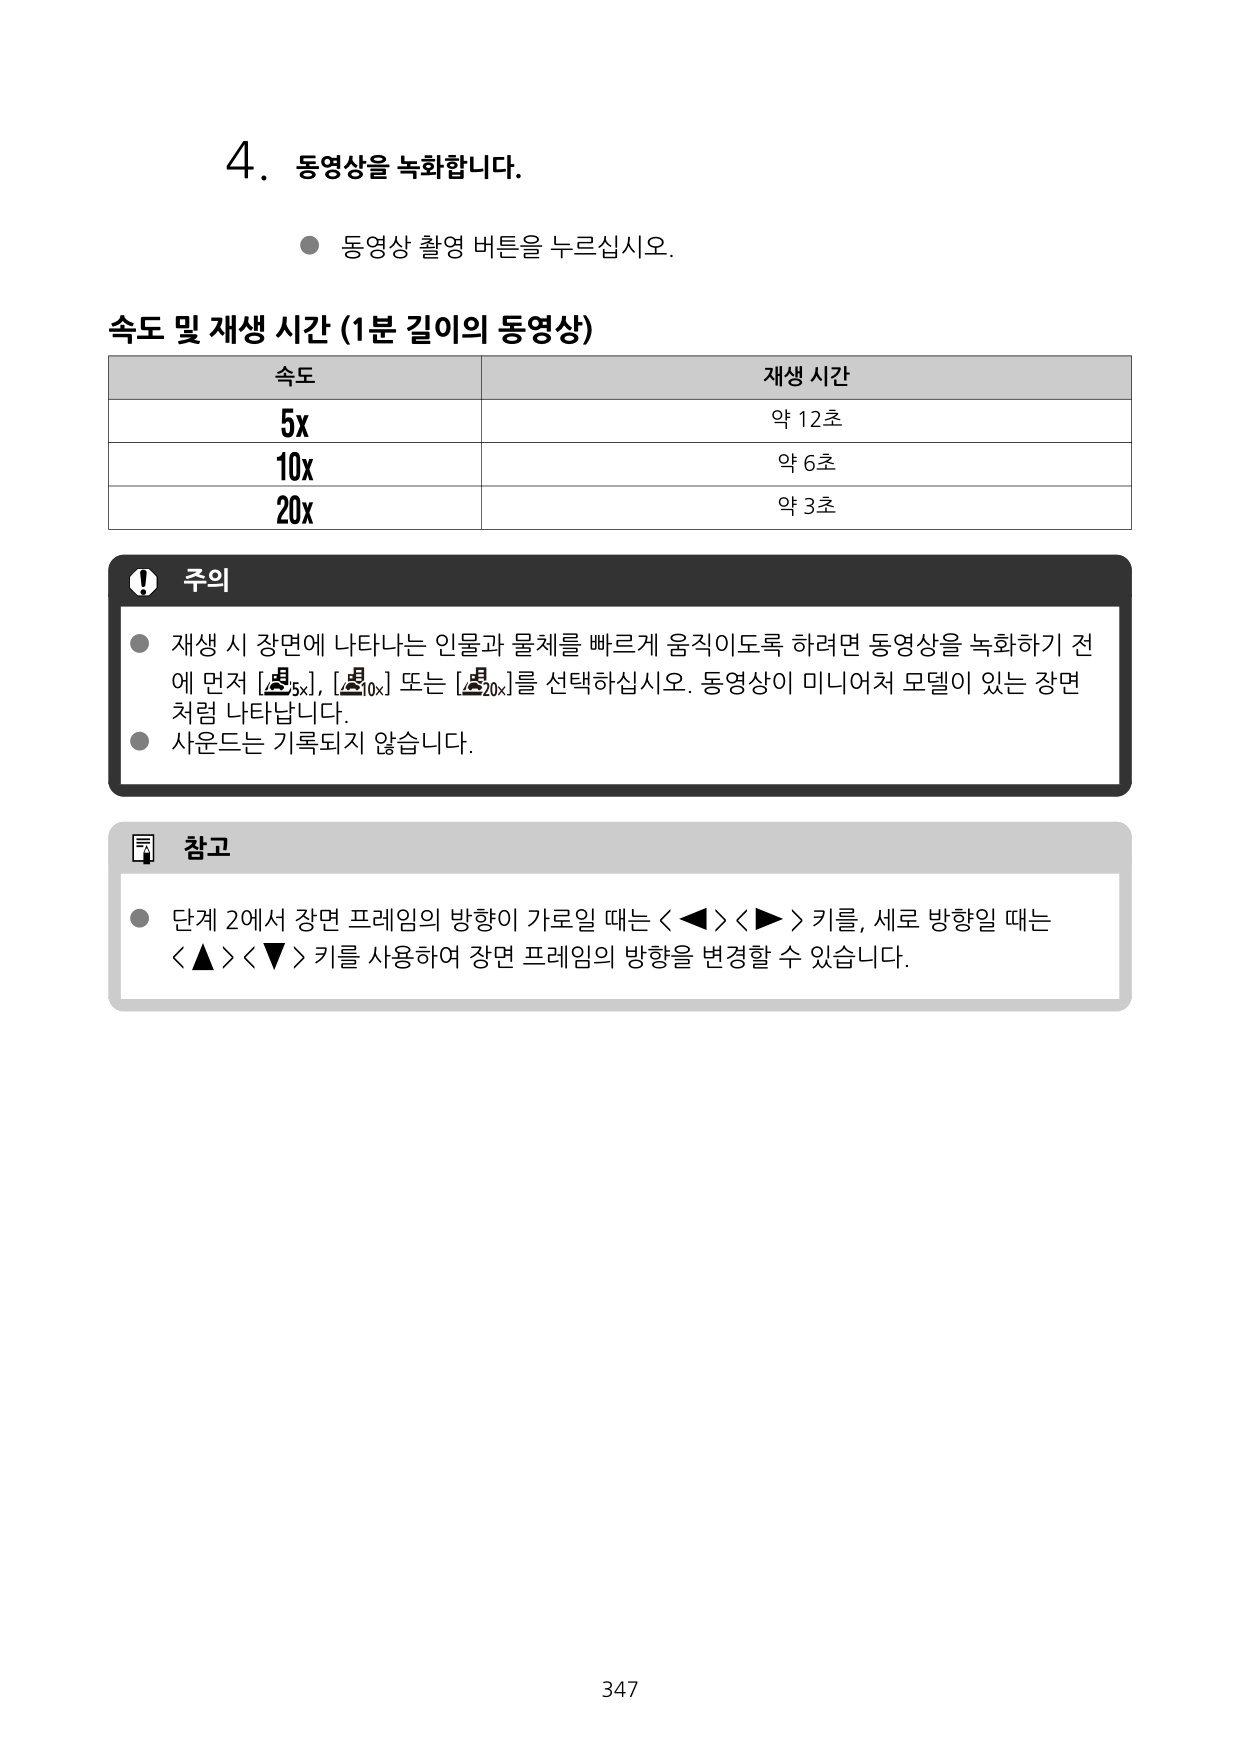 4. 동영상을 녹화합니다.
● 동영상 촬영 버튼을 누르십시오.
속도 및 재생 시간 (1분 길이의 동영상)
속도 재생 시간
5x 약 12초
10x 약 6초
20x 약 3초
주의
● 재생 시 장면에 나타나는 인물과 물체를 빠르게 움직이도록 하려면 동영상을 녹화하기 전
에 먼저 [5x], [10x] 또는 [20x]를 선택하십시오. 동영상이 미니어처 모델이 있는 장면
처럼 나타납니다.
● 사운드는 기록되지 않습니다.
참고
● 단계 2에서 장면 프레임의 방향이 가로일 때는 < ◀ > < ▶ > 키를, 세로 방향일 때는
< ▲ > < ▼ > 키를 사용하여 장면 프레임의 방향을 변경할 수 있습니다.
347